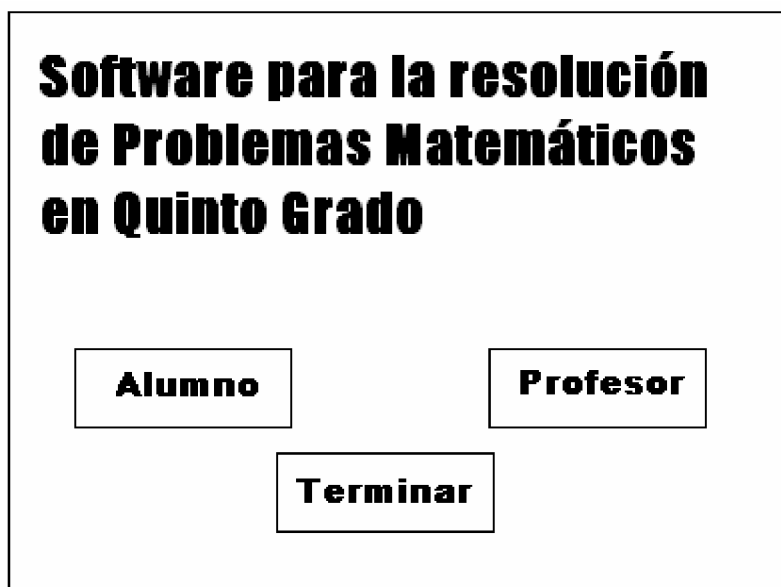 Software para la resolución
de Problemas Matemáticos
en Quinto Grado
Alumno
Profesor
Terminar